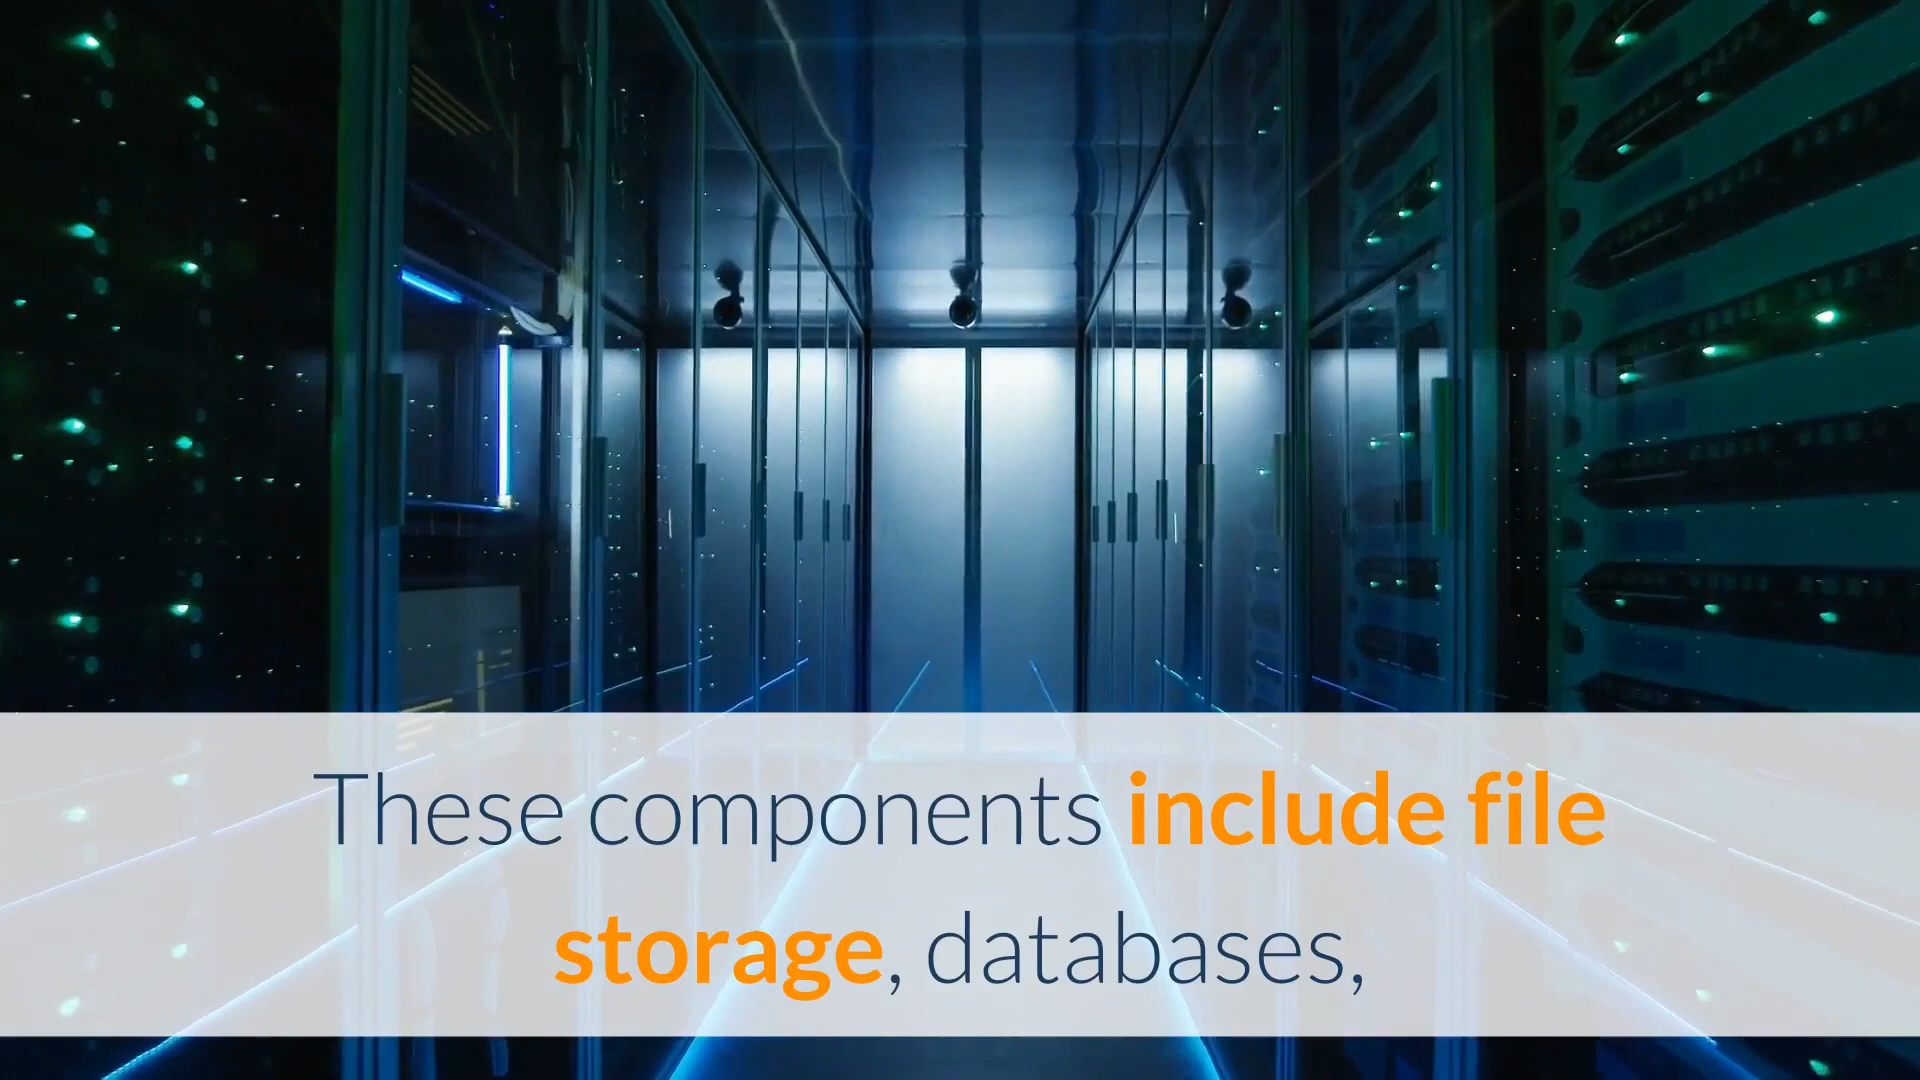 These components include file
storage, databases,